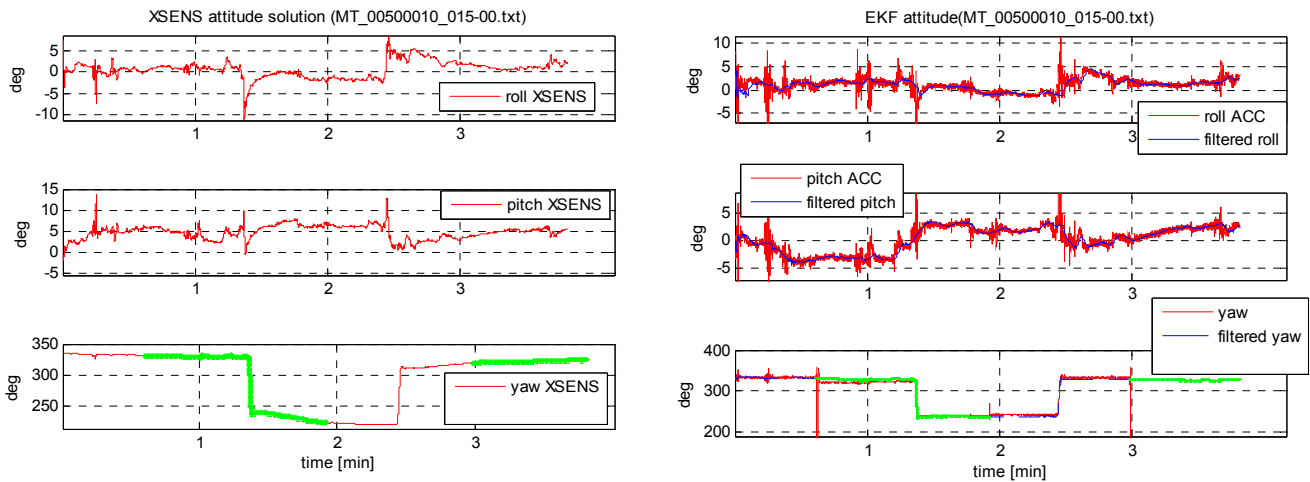 XSENS attitude solution (MT_00500010_015-00.txt)
5
0
-5
-10
deg
roll XSENS
1
2
3
15
10
5
0
-5
deg
pitch XSENS
1
2
3
350
300
250
deg
yaw XSENS
1
2
3
time [min]
EKF attitude(MT_00500010_015-00.txt)
10
5
0
-5
deg
roll ACC
filtered roll
1
2
3
pitch ACC
filtered pitch
5
0
-5
deg
1
2
3
yaw
filtered yaw
400
300
200
deg
1
2
3
time [min]